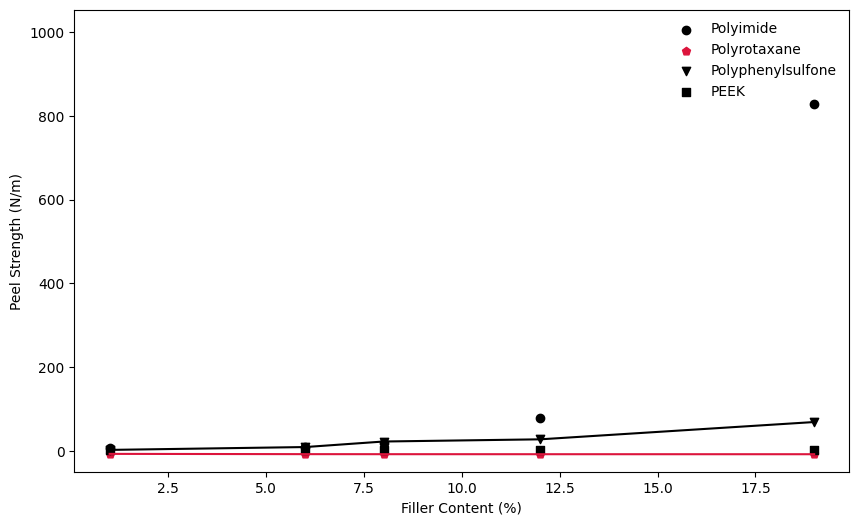 1000
800
600
400
200
0
Peel Strength (N/m)
Polyimide
Polyrotaxane
Polyphenylsulfone
PEEK
2.5 5.0 7.5 10.0 12.5 15.0 17.5
Filler Content (%)